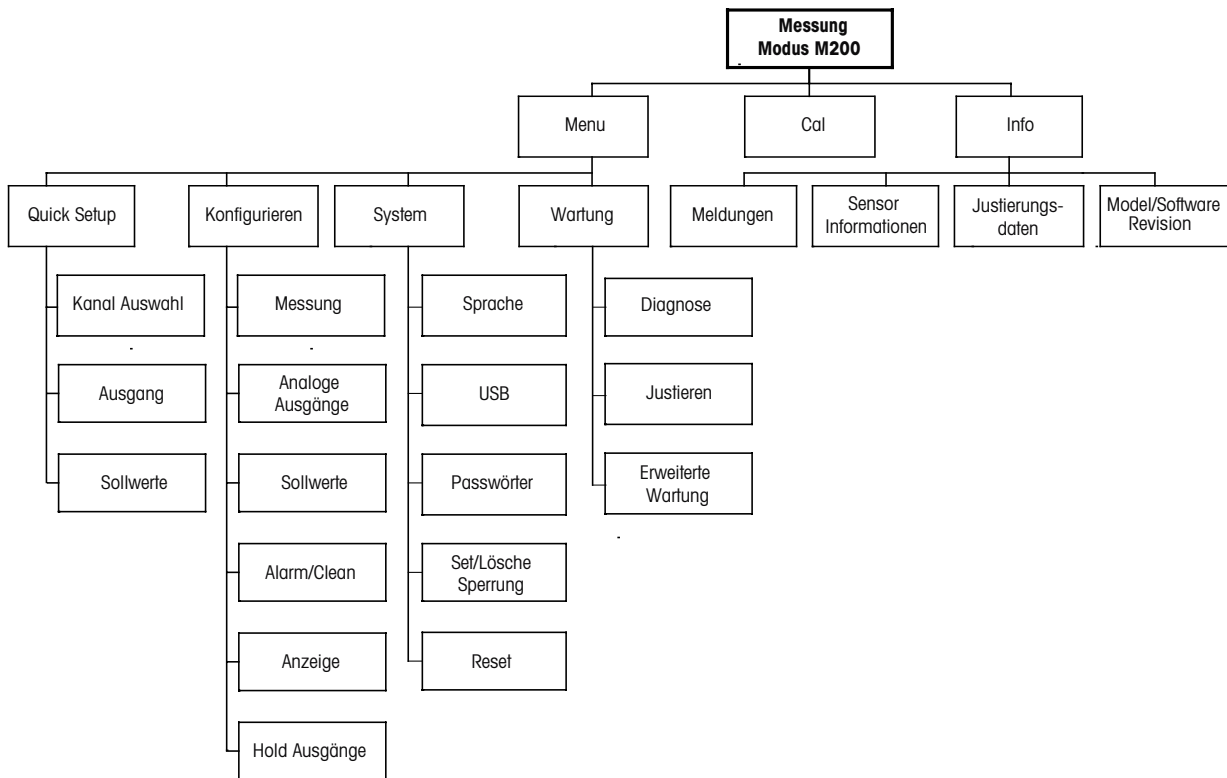 Messung
Modus M200
Menu
Cal
Info
Quick Setup
Konfigurieren
System
Wartung
Meldungen
Sensor
Informationen
Justierungs-
daten
Model/Software
Revision
Kanal Auswahl
Messung
Sprache
Diagnose
Ausgang
Analoge
Ausgänge
USB
Justieren
Sollwerte
Sollwerte
Passwörter
Erweiterte
Wartung
Alarm/Clean
Set/Lösche
Sperrung
Anzeige
Reset
Hold Ausgänge